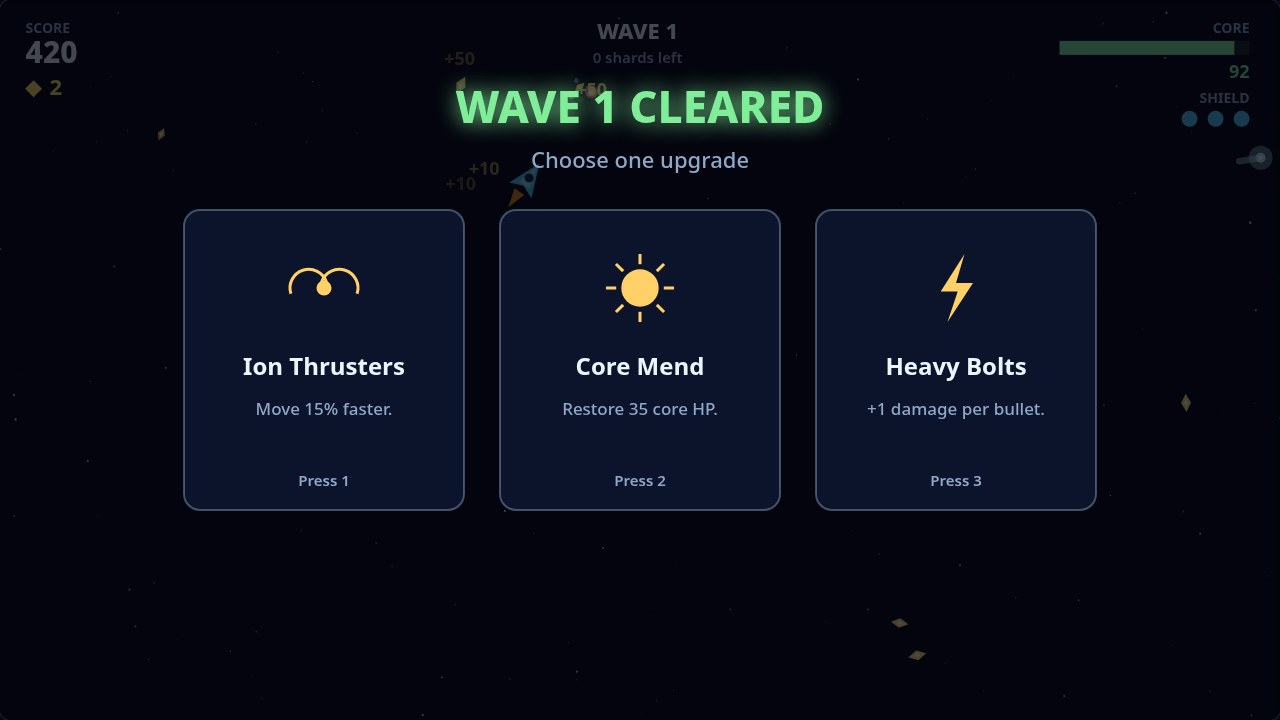 SCORE
420
2
WAVE 1
0 shards left
CORE
92
SHIELD
+50
+50
WAVE 1 CLEARED
Choose one upgrade
+10
+10
Ion Thrusters
Move 15% faster.
Press 1
Core Mend
Restore 35 core HP.
Press 2
Heavy Bolts
+1 damage per bullet.
Press 3